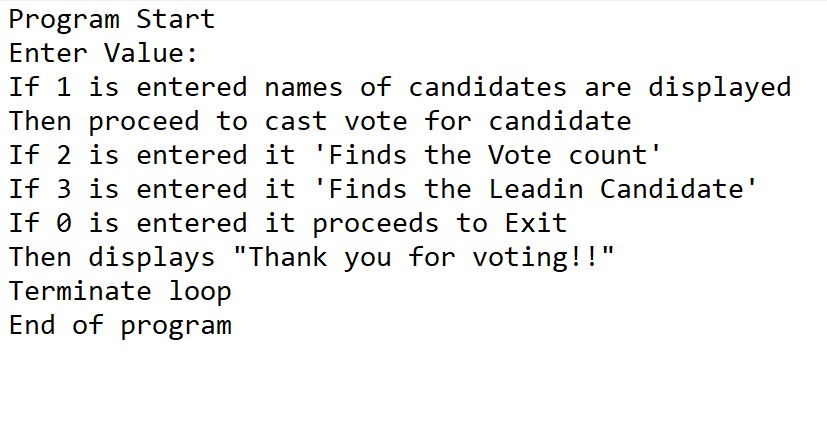 Program Start
Enter Value:
If 1 is entered names of candidates are displayed
Then proceed to cast vote for candidate
If 2 is entered it 'Finds the Vote count'
If 3 is entered it 'Finds the Leadin Candidate'
If 0 is entered it proceeds to Exit
Then displays "Thank you for voting!!"
Terminate loop
End of program